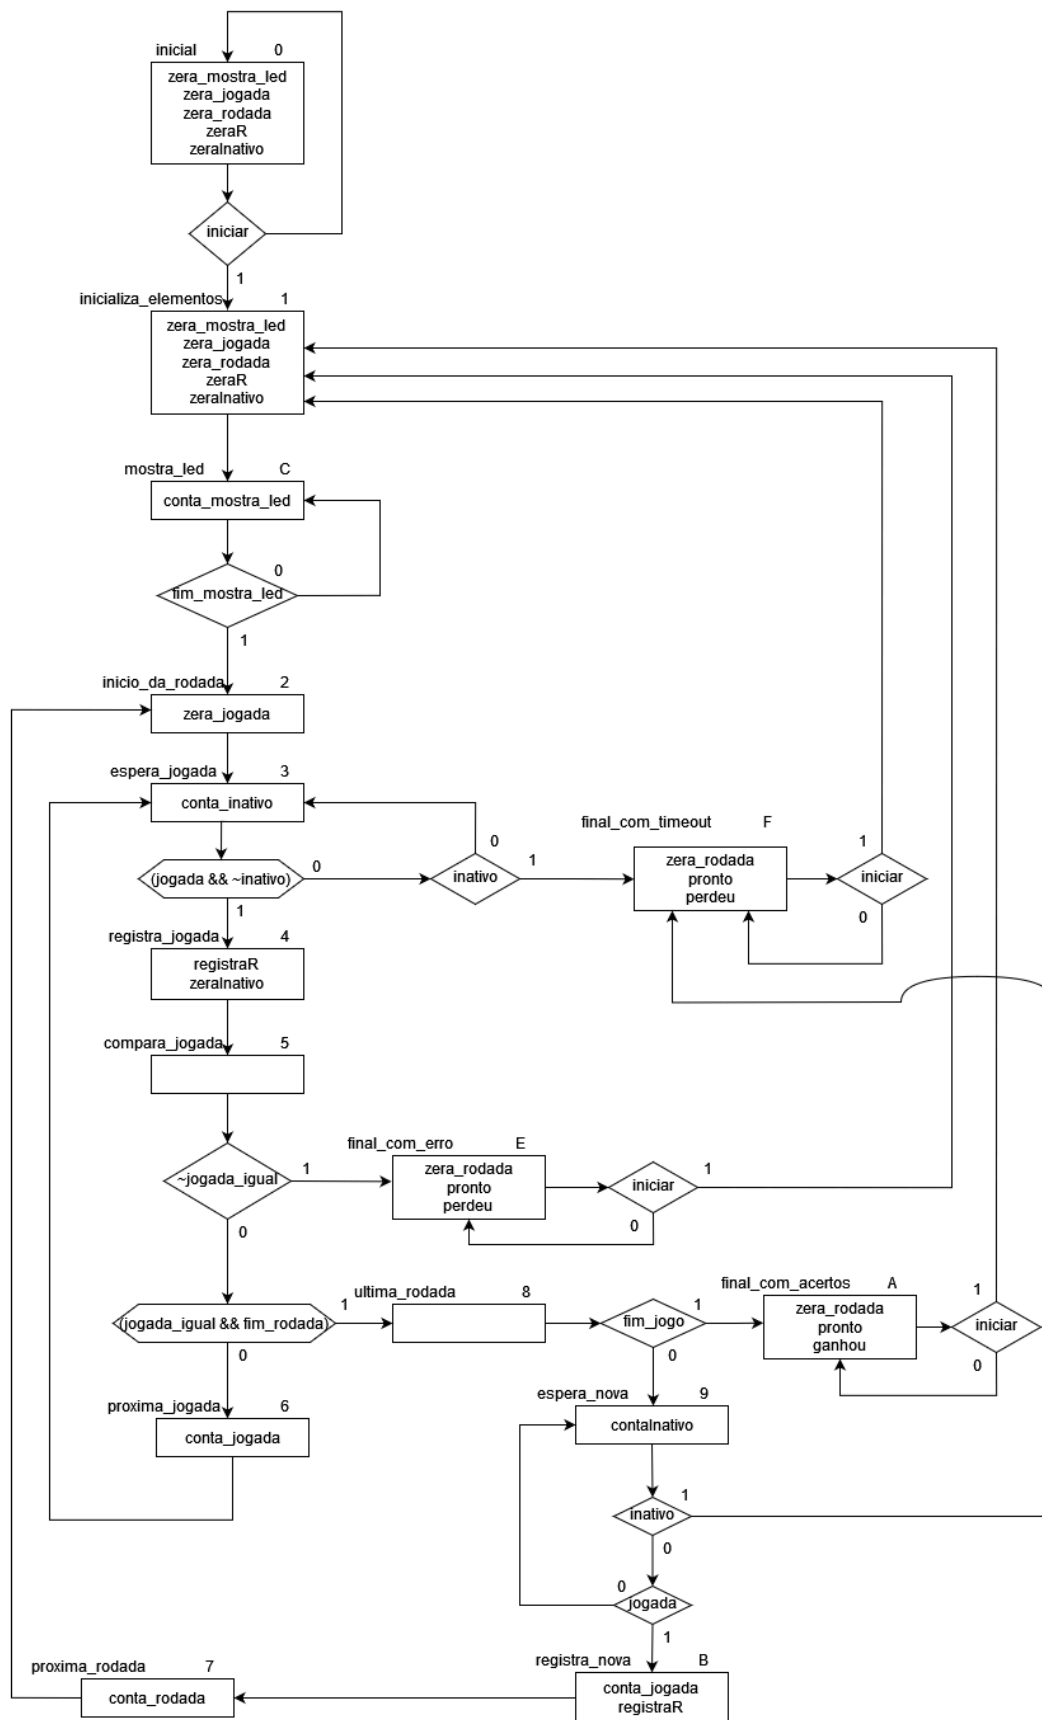 inicial 0
zera_mostra_led
zera_jogada
zera_rodada
zeraR
zeraInativo
iniciar
1
inicializa_elementos 1
zera_mostra_led
zera_jogada
zera_rodada
zeraR
zeraInativo
mostra_led C
conta_mostra_led
0
fim_mostra_led
1
inicio_da_rodada 2
zera_jogada
espera_jogada 3
conta_inativo
(jogada && ~inativo)
0
1
inativo
0
1
final_com_timeout F
zera_rodada
pronto
perdeu
1
iniciar
0
registra_jogada 4
registraR
zeraInativo
compara_jogada 5
~jogada_igual
1
0
final_com_erro E
zera_rodada
pronto
perdeu
iniciar
1
0
(jogada_igual && fim_rodada)
1
0
ultima_rodada 8
fim_jogo
1
0
final_com_acertos A
zera_rodada
pronto
ganhou
1
iniciar
0
proxima_jogada 6
conta_jogada
espera_nova 9
contaInativo
inativo
1
0
0
jogada
1
registra_nova B
conta_jogada
registraR
proxima_rodada 7
conta_rodada